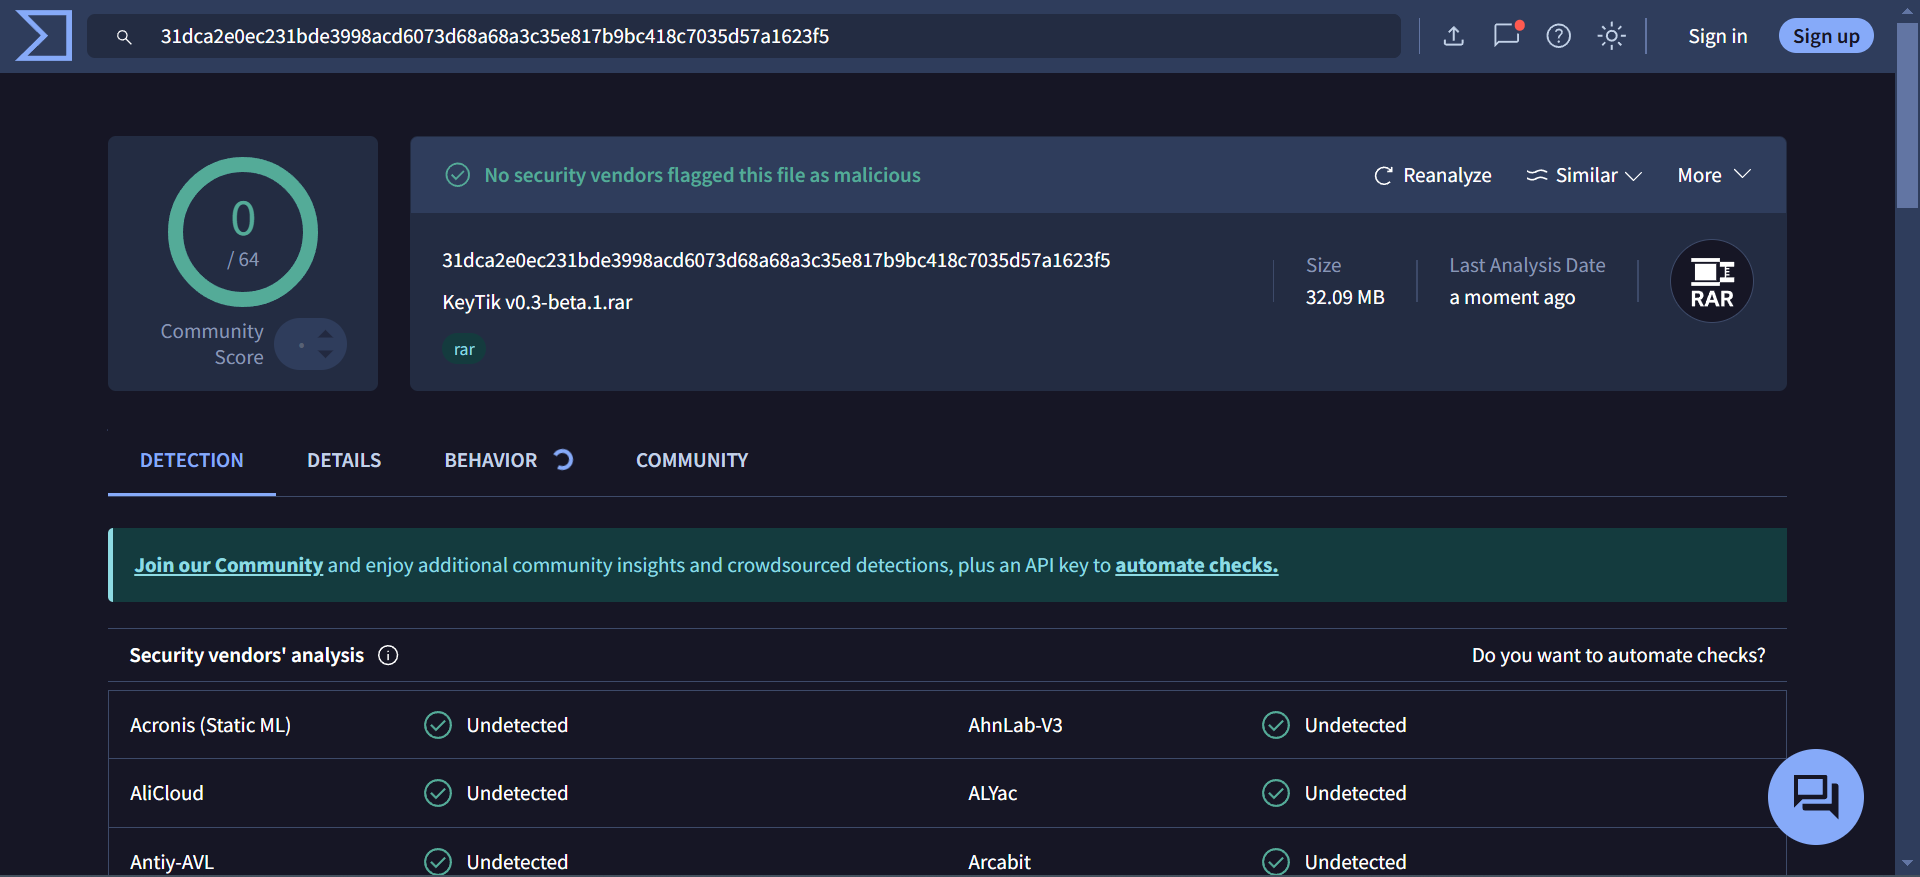 31dca2e0ec231bde3998acd6073d68a68a3c35e817b9bc418c7035d57a1623f5
Sign in
Sign up
0
/ 64
Community
Score
No security vendors flagged this file as malicious
Reanalyze
Similar
More
31dca2e0ec231bde3998acd6073d68a68a3c35e817b9bc418c7035d57a1623f5
KeyTik v0.3-beta.1.rar
rar
Size
32.09 MB
Last Analysis Date
a moment ago
RAR
DETECTION DETAILS BEHAVIOR COMMUNITY
Join our Community and enjoy additional community insights and crowdsourced detections, plus an API key to automate checks.
Security vendors' analysis
Do you want to automate checks?
Acronis (Static ML) Undetected AhnLab-V3 Undetected
AliCloud Undetected ALYac Undetected
Antiy-AVL Undetected Arcabit Undetected